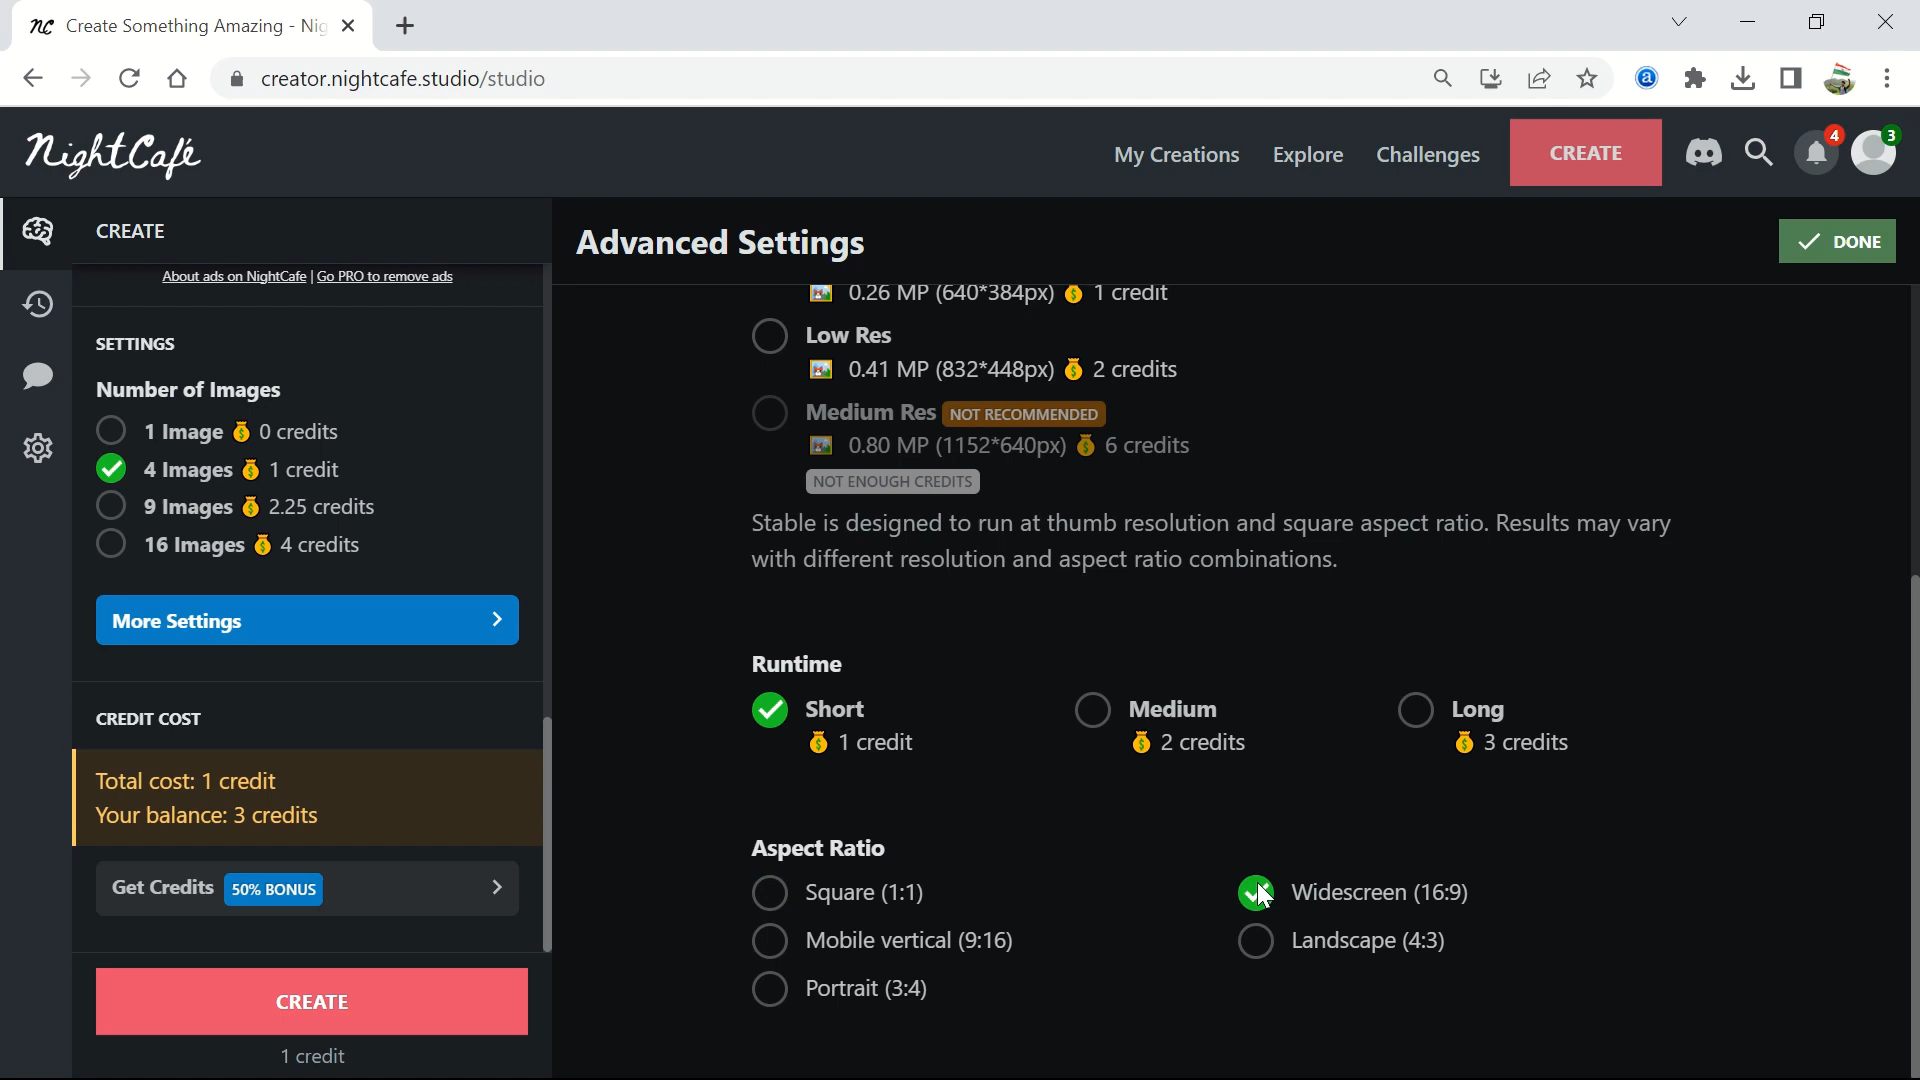 Create Something Amazing - Nig
creator.nightcafe.studio/studio
NightCafé
My Creations
Explore
Challenges
CREATE
4
3
CREATE
About ads on NightCafe | Go PRO to remove ads
SETTINGS
Number of Images
1 Image 0 credits
4 Images 1 credit
9 Images 2.25 credits
16 Images 4 credits
More Settings
CREDIT COST
Total cost: 1 credit
Your balance: 3 credits
Get Credits 50% BONUS
CREATE
1 credit
Advanced Settings
DONE
0.26 MP (640*384px) 1 credit
Low Res
0.41 MP (832*448px) 2 credits
Medium Res NOT RECOMMENDED
0.80 MP (1152*640px) 6 credits
NOT ENOUGH CREDITS
Stable is designed to run at thumb resolution and square aspect ratio. Results may vary
with different resolution and aspect ratio combinations.
Runtime
Short
1 credit
Medium
2 credits
Long
3 credits
Aspect Ratio
Square (1:1)
Widescreen (16:9)
Mobile vertical (9:16)
Landscape (4:3)
Portrait (3:4)